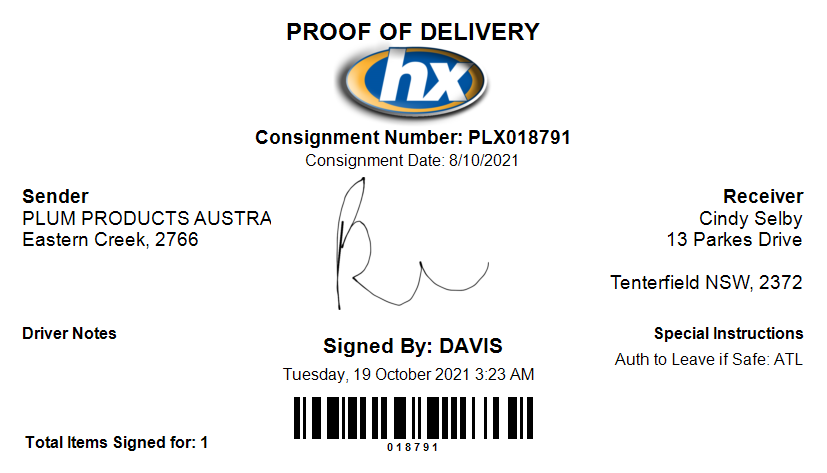 PROOF OF DELIVERY
hx
Consignment Number: PLX018791
Consignment Date: 8/10/2021
Sender
PLUM PRODUCTS AUSTRA
Eastern Creek, 2766
Receiver
Cindy Selby
13 Parkes Drive
Tenterfield NSW, 2372
Driver Notes
Signed By: DAVIS
Tuesday, 19 October 2021 3:23 AM
Special Instructions
Auth to Leave if Safe: ATL
018791
Total Items Signed for: 1